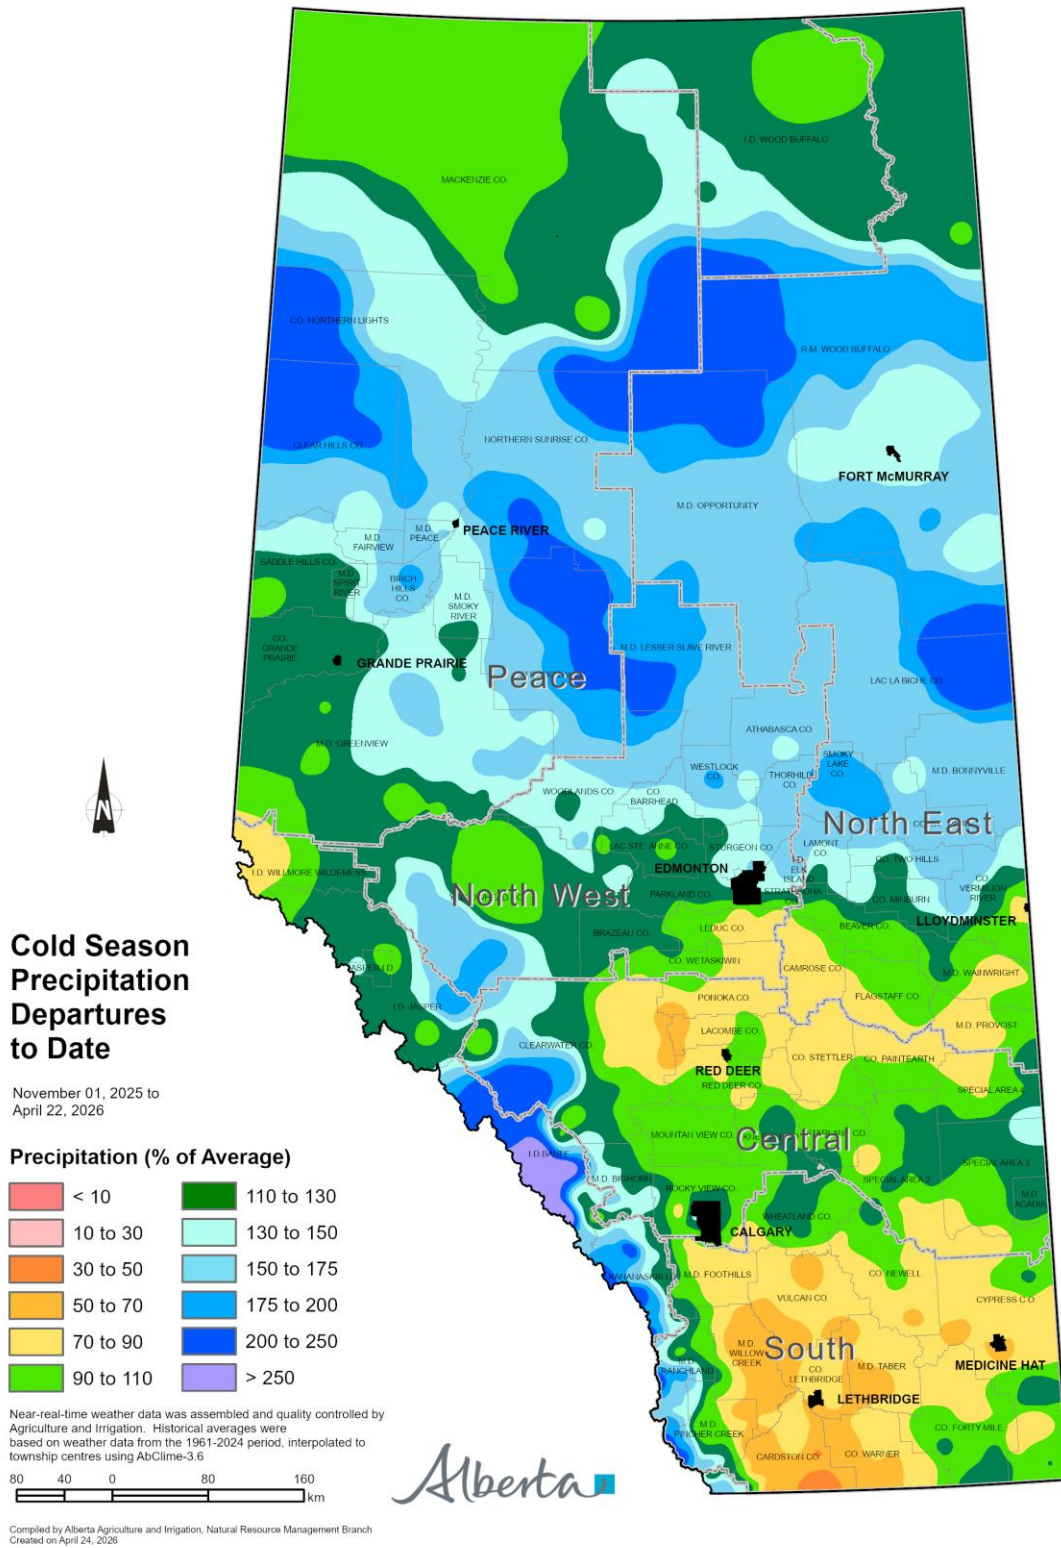 I.D. WOOD BUFFALO
MACKENZIE CO.
CO. NORTHERN LIGHTS
R.M. WOOD BUFFALO
CLEAR HILLS CO.
NORTHERN SUNRISE CO.
FORT McMURRAY
M.D. OPPORTUNITY
PEACE RIVER
M.D.
PEACE
M.D.
FAIRVIEW
SADDLE HILLS CO.
M.D.
SPIRIT
RIVER
BIRCH
HILLS
CO.
M.D.
SMOKY
RIVER
CO.
GRANDE
PRAIRIE
GRANDE PRAIRIE
M.D. LESSER SLAVE RIVER
Peace
LAC LA BICHE CO.
M.D. GREENVIEW
ATHABASCA CO.
WESTLOCK
CO.
THORHILD
CO.
SMOKY
LAKE
CO.
M.D. BONNYVILLE
WOODLANDS CO.
CO.
BARRHEAD
North East
LAC STE. ANNE CO.
STURGEON CO.
LAMONT
CO.
CO. TWO HILLS
EDMONTON
I.D.
ELK
ISLAND
I.D. WILLMORE WILDERNESS
North West
PARKLAND CO.
STRATHCONA
CO.
CO. MINBURN
CO.
VERMILION
RIVER
LLOYDMINSTER
BRAZEAU CO.
LEDUC CO.
BEAVER CO.
CO. WETASKIWIN
CAMROSE CO.
M.D. WAINWRIGHT
JASPER I.D.
I.D. JASPER
PONOKA CO.
FLAGSTAFF CO.
CLEARWATER CO.
LACOMBE CO.
M.D. PROVOST
RED DEER
CO. STETTLER
CO. PAINTEARTH
RED DEER CO.
SPECIAL AREA 4
MOUNTAIN VIEW CO.
Central
I.D. BANFF
SPECIAL AREA 3
M.D. BIGHORN
ROCKY VIEW CO.
SPECIAL AREA 2
M.D.
ACADIA
WHEATLAND CO.
CALGARY
KANANASKIS I.D.
M.D. FOOTHILLS
CO. NEWELL
VULCAN CO.
CYPRESS CO.
South
M.D.
WILLOW
CREEK
M.D.
RANCHLAND
CO.
LETHBRIDGE
M.D. TABER
MEDICINE HAT
LETHBRIDGE
M.D.
PINCHER CREEK
CO. FORTY MILE
CARDSTON CO.
CO. WARNER
N
Cold Season
Precipitation
Departures
to Date
November 01, 2025 to
April 22, 2026
Precipitation (% of Average)
< 10
10 to 30
30 to 50
50 to 70
70 to 90
90 to 110
110 to 130
130 to 150
150 to 175
175 to 200
200 to 250
> 250
Near-real-time weather data was assembled and quality controlled by
Agriculture and Irrigation. Historical averages were
based on weather data from the 1961-2024 period, interpolated to
township centres using AbClime-3.6
80 40 0 80 160
km
Alberta
Compiled by Alberta Agriculture and Irrigation, Natural Resource Management Branch
Created on April 24, 2026